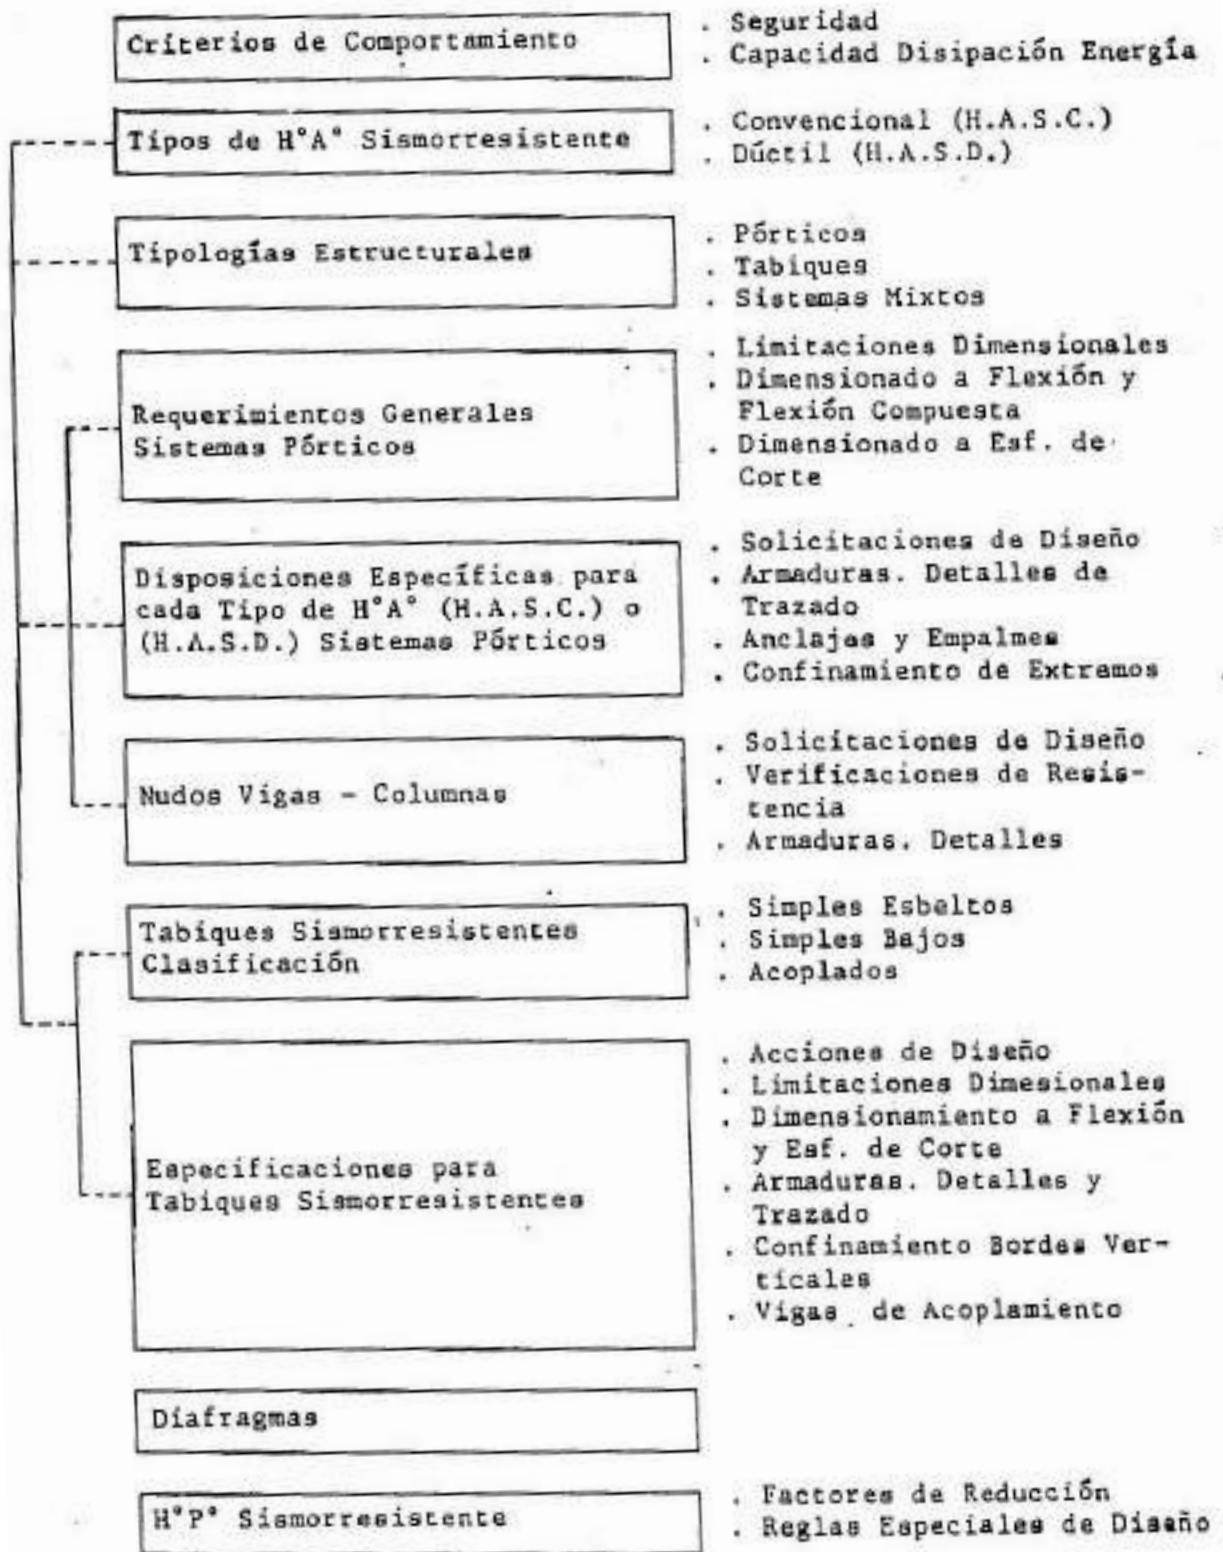 Criterios de Comportamiento
. Seguridad
. Capacidad Disipación Energía
Tipos de H°A° Sismorresistente
. Convencional (H.A.S.C.)
. Dúctil (H.A.S.D.)
Tipologías Estructurales
. Pórticos
. Tabiques
. Sistemas Mixtos
Requerimientos Generales
Sistemas Pórticos
. Limitaciones Dimensionales
. Dimensionado a Flexión y
Flexión Compuesta
. Dimensionado a Esf. de
Corte
Disposiciones Específicas para
cada Tipo de H°A° (H.A.S.C.) o
(H.A.S.D.) Sistemas Pórticos
. Solicitaciones de Diseño
. Armaduras. Detalles de
Trazado
. Anclajes y Empalmes
. Confinamiento de Extremos
Nudos Vigas - Columnas
. Solicitaciones de Diseño
. Verificaciones de Resis-
tencia
. Armaduras. Detalles
Tabiques Sismorresistentes
Clasificación
. Simples Esbeltos
. Simples Bajos
. Acoplados
Especificaciones para
Tabiques Sismorresistentes
. Acciones de Diseño
. Limitaciones Dimesionales
. Dimensionamiento a Flexión
y Esf. de Corte
. Armaduras. Detalles y
Trazado
. Confinamiento Bordes Ver-
ticales
. Vigas de Acoplamiento
Diafragmas
H°P° Sismorresistente
. Factores de Reducción
. Reglas Especiales de Diseño